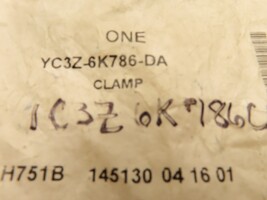 ONE
YC3Z-6K786-DA
CLAMP
YC3Z 6K786C
H751B 145130 04 16 01